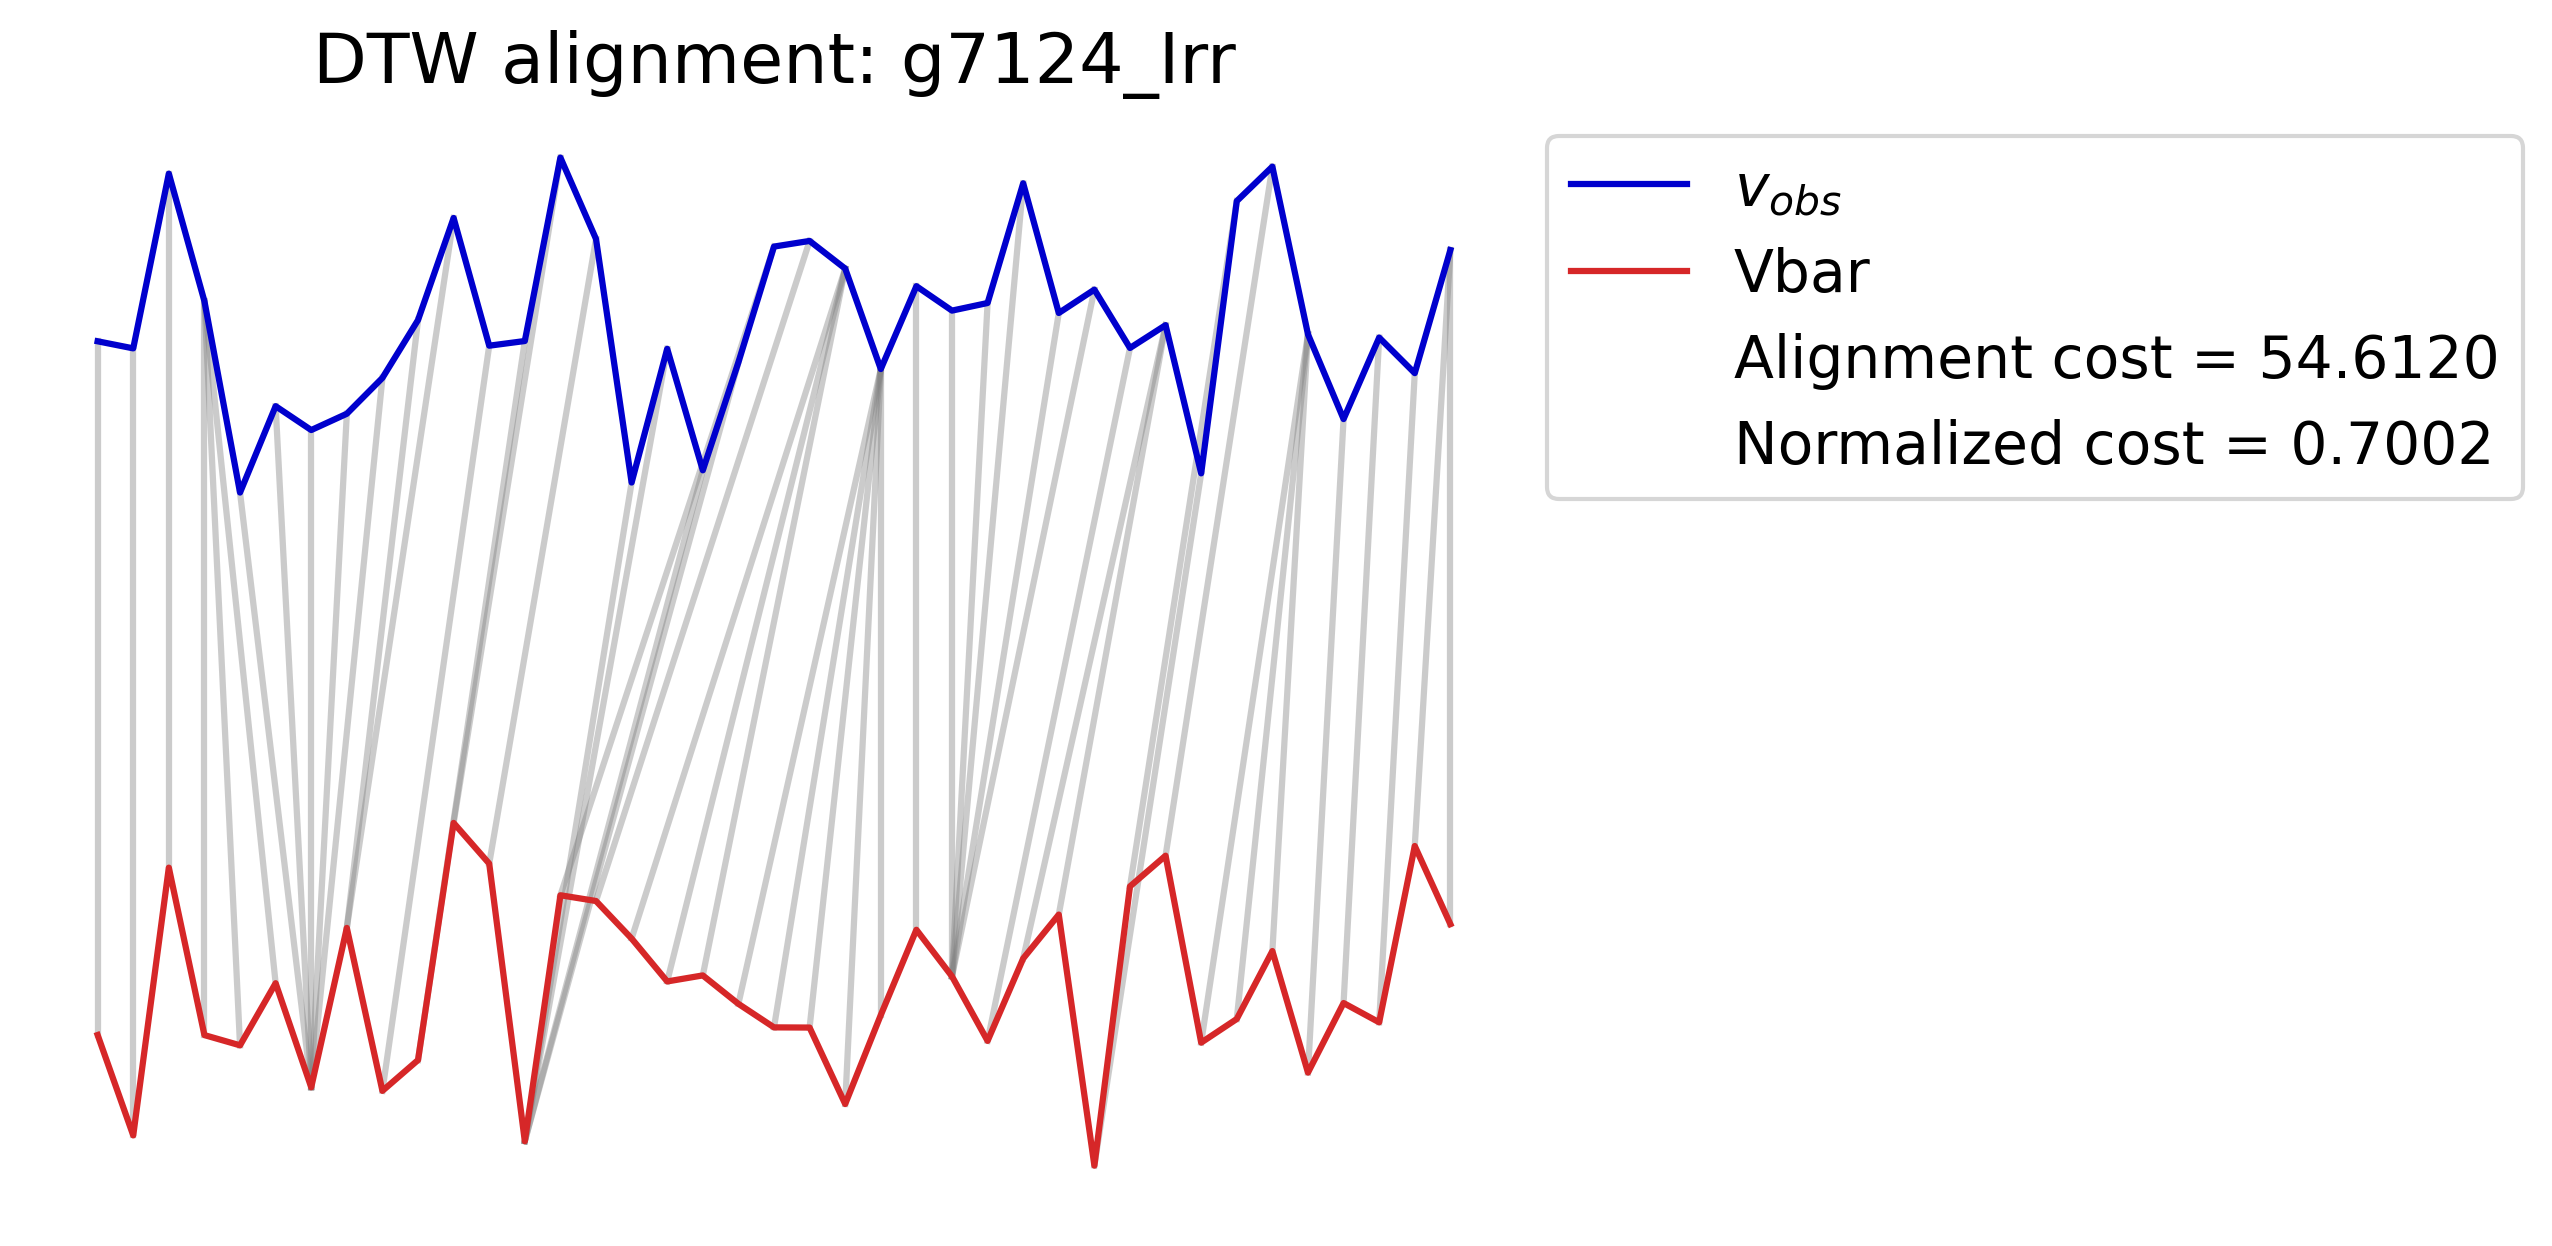 DTW alignment: g7124_Irr
v_obs
Vbar
Alignment cost = 54.6120
Normalized cost = 0.7002